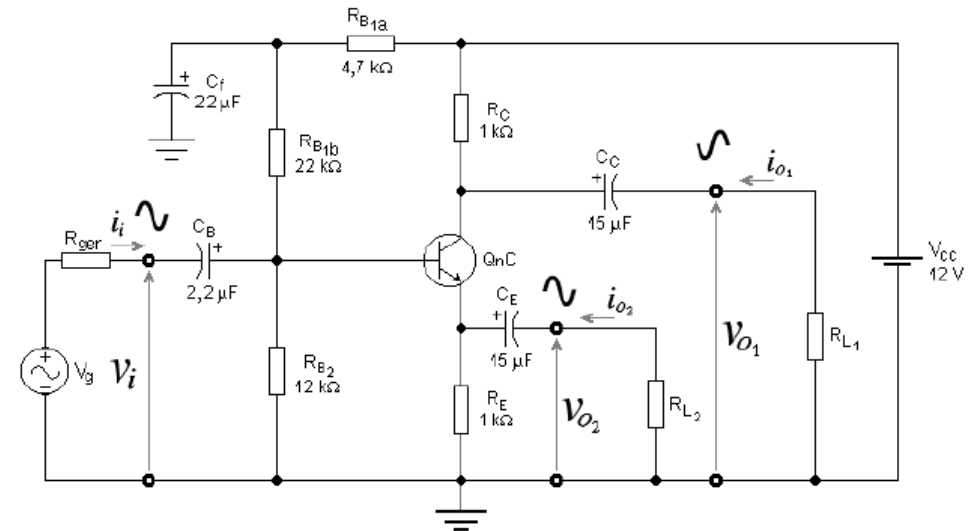 R_B1a
4,7 kΩ
+
C_f
22 µF
R_C
1 kΩ
R_B1b
22 kΩ
C_C
+
15 µF
i_o1
i_i
R_ger
C_B
+
2,2 µF
QnC
V_CC
12 V
C_E
+
15 µF
i_o2
R_L1
v_o1
+
−
V_g
v_i
R_B2
12 kΩ
R_E
1 kΩ
v_o2
R_L2